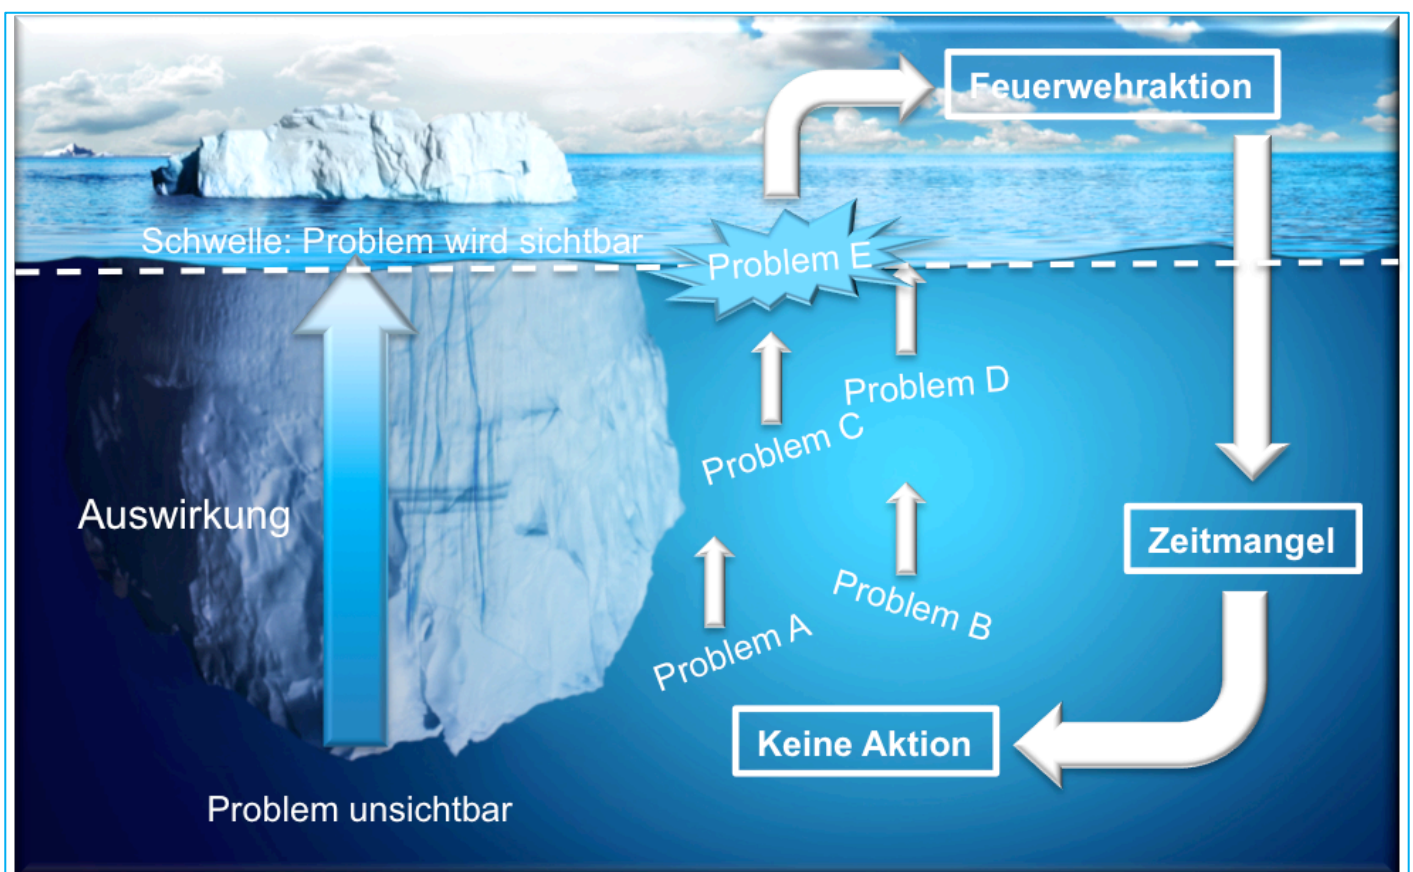 Feuerwehraktion
Schwelle: Problem wird sichtbar
Problem E
Problem D
Problem C
Auswirkung
Zeitmangel
Problem B
Problem A
Keine Aktion
Problem unsichtbar